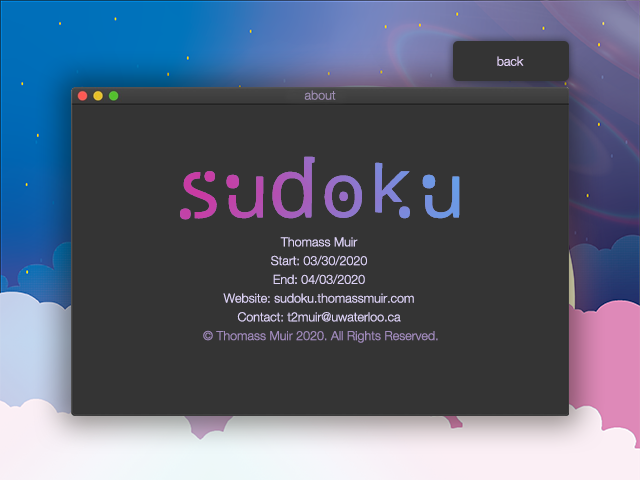 back
about
sudoku
Thomass Muir
Start: 03/30/2020
End: 04/03/2020
Website: sudoku.thomassmuir.com
Contact: t2muir@uwaterloo.ca
© Thomass Muir 2020. All Rights Reserved.